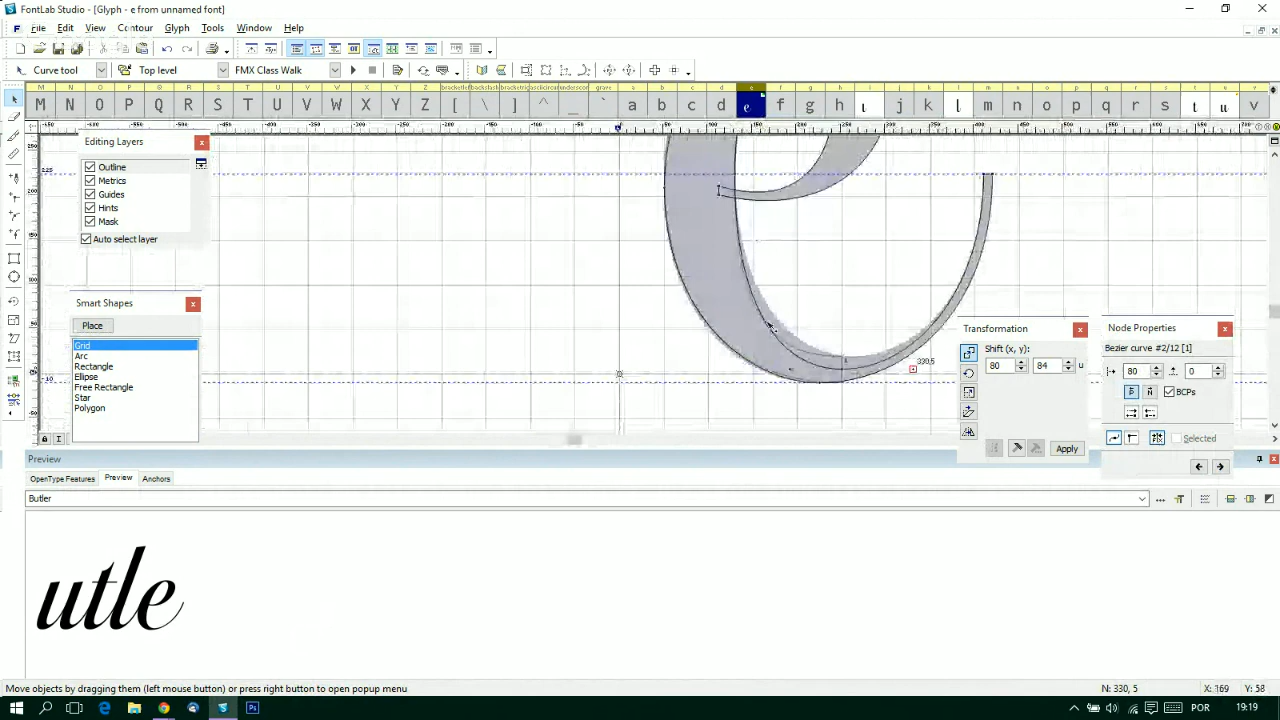 FontLab Studio - [Glyph - e from unnamed font]
File Edit View Contour Glyph Tools Window Help
Curve tool Top level FMX Class Walk
M N O P Q R S T U V W X Y Z [ \ ] ^ _ ` a b c d e f g h i j k l m n o p q r s t u v
Editing Layers
Outline
Metrics
Guides
Hints
Mask
Auto select layer
225
10
330,5
Smart Shapes
Place
Grid
Arc
Rectangle
Ellipse
Free Rectangle
Star
Polygon
Transformation
Shift (x, y):
80 84 u
Apply
Node Properties
Bezier curve #2/12 [1]
80 0
BCPs
Selected
Preview
OpenType Features Preview Anchors
Butler
utle
Move objects by dragging them (left mouse button) or press right button to open popup menu N: 330, 5 X: 169 Y: 58
POR 19:19